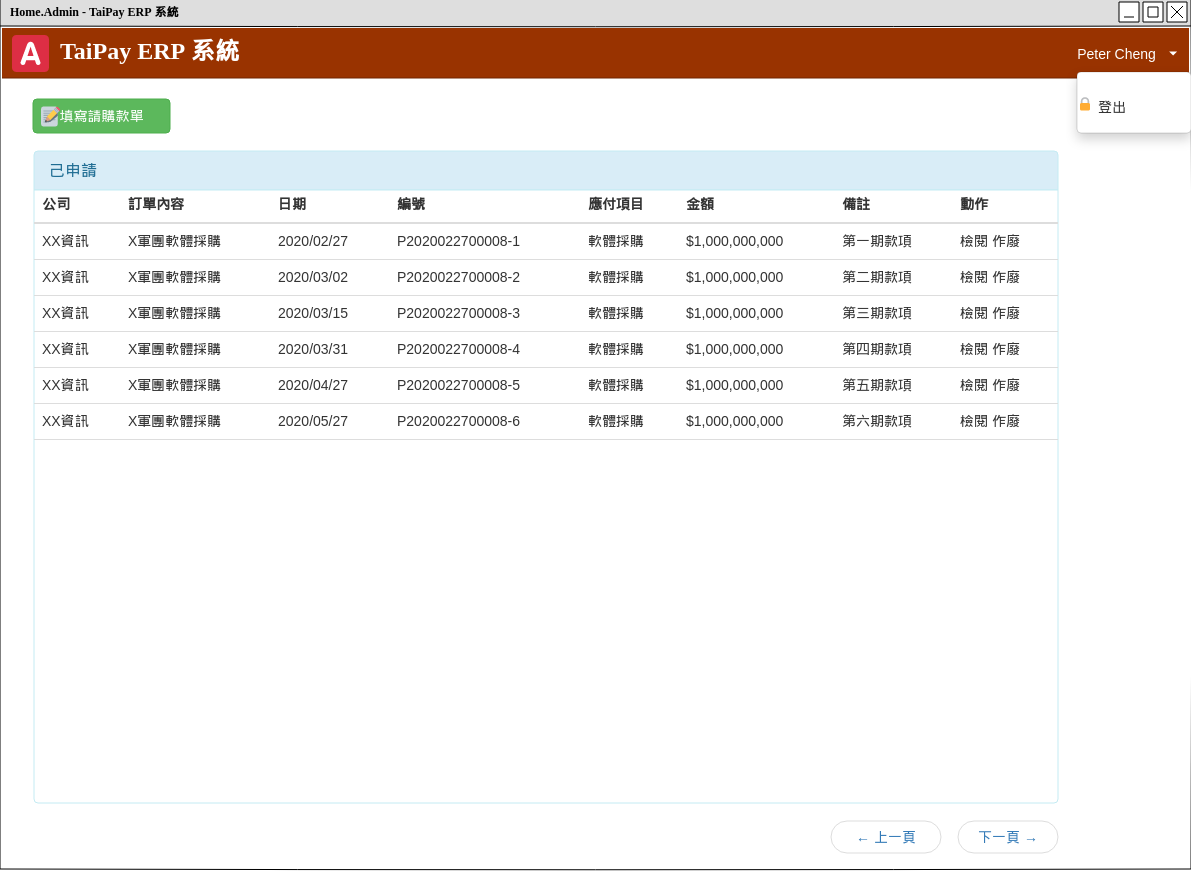 Home.Admin - TaiPay ERP 系統
A TaiPay ERP 系統
Peter Cheng
登出
填寫請購款單
己申請
公司 訂單內容 日期 編號 應付項目 金額 備註 動作
XX資訊 X軍團軟體採購 2020/02/27 P2020022700008-1 軟體採購 $1,000,000,000 第一期款項 檢閱 作廢
XX資訊 X軍團軟體採購 2020/03/02 P2020022700008-2 軟體採購 $1,000,000,000 第二期款項 檢閱 作廢
XX資訊 X軍團軟體採購 2020/03/15 P2020022700008-3 軟體採購 $1,000,000,000 第三期款項 檢閱 作廢
XX資訊 X軍團軟體採購 2020/03/31 P2020022700008-4 軟體採購 $1,000,000,000 第四期款項 檢閱 作廢
XX資訊 X軍團軟體採購 2020/04/27 P2020022700008-5 軟體採購 $1,000,000,000 第五期款項 檢閱 作廢
XX資訊 X軍團軟體採購 2020/05/27 P2020022700008-6 軟體採購 $1,000,000,000 第六期款項 檢閱 作廢
← 上一頁 下一頁 →